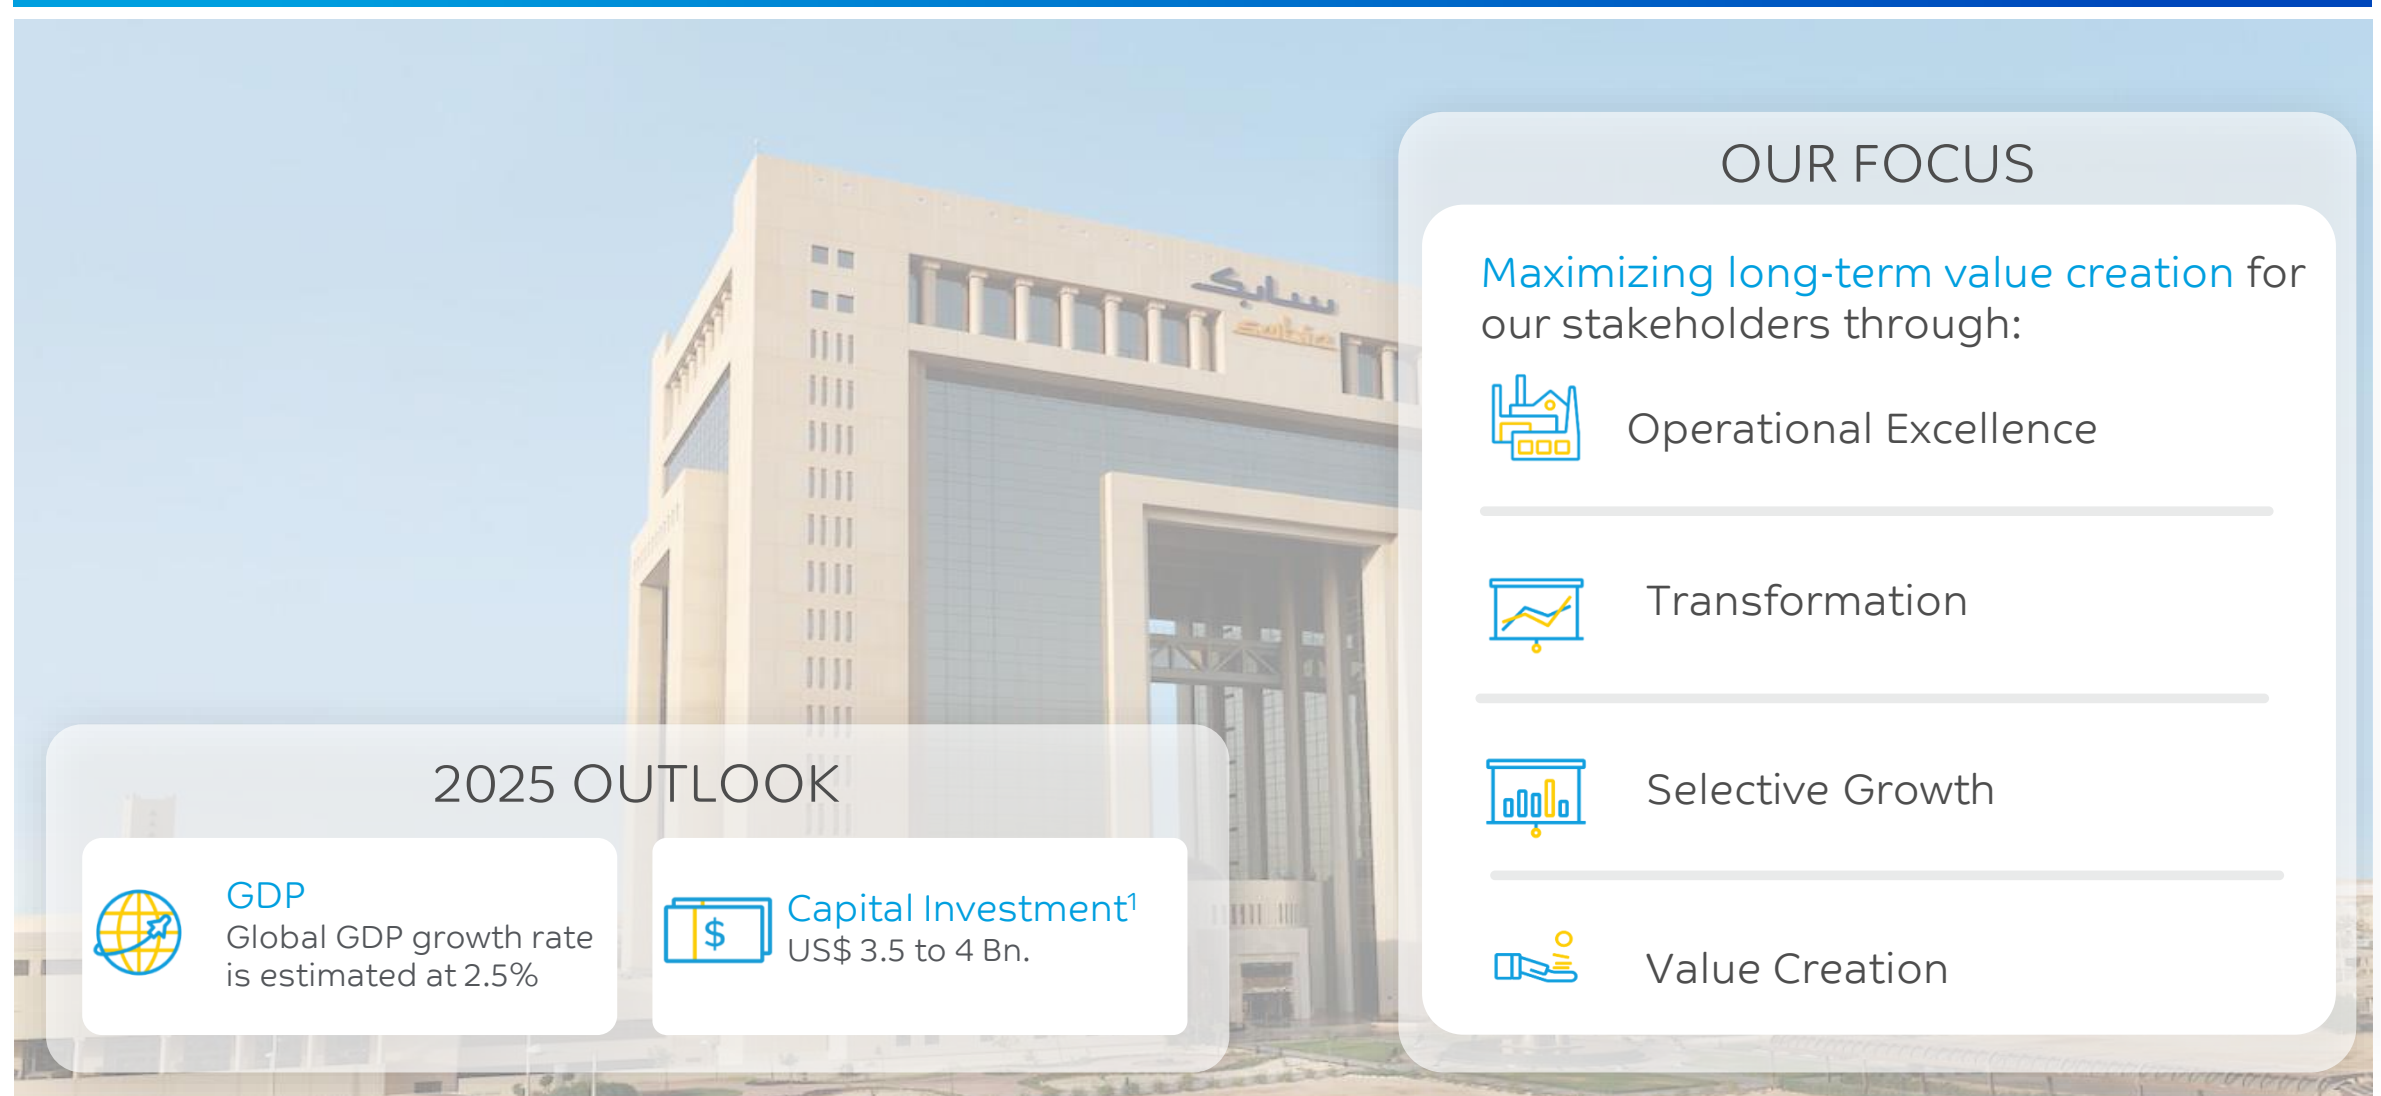 سابك
sabic
2025 OUTLOOK
GDP
Global GDP growth rate
is estimated at 2.5%
$
Capital Investment¹
US$ 3.5 to 4 Bn.
OUR FOCUS
Maximizing long-term value creation for
our stakeholders through:
Operational Excellence
Transformation
Selective Growth
Value Creation